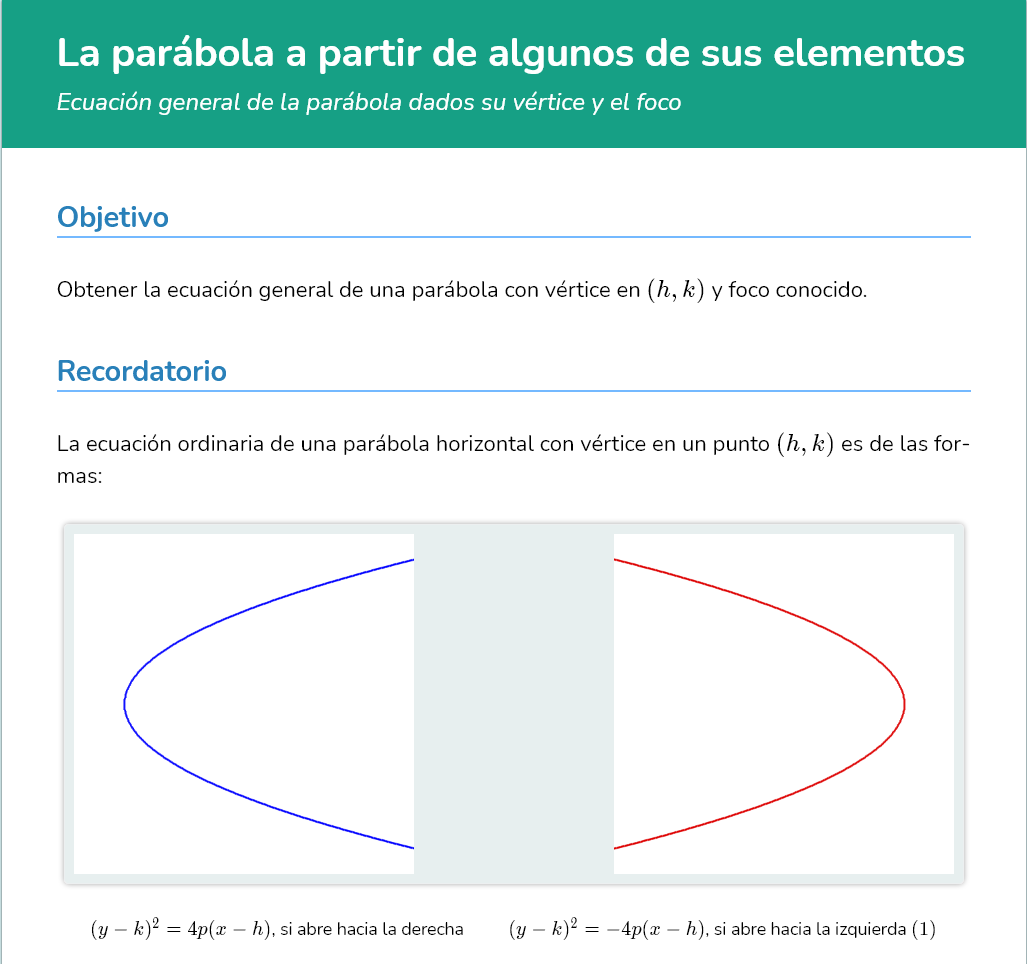 La parábola a partir de algunos de sus elementos
Ecuación general de la parábola dados su vértice y el foco
Objetivo
Obtener la ecuación general de una parábola con vértice en (h, k) y foco conocido.
Recordatorio
La ecuación ordinaria de una parábola horizontal con vértice en un punto (h, k) es de las for-
mas:
(y − k)² = 4p(x − h), si abre hacia la derecha
(y − k)² = −4p(x − h), si abre hacia la izquierda (1)